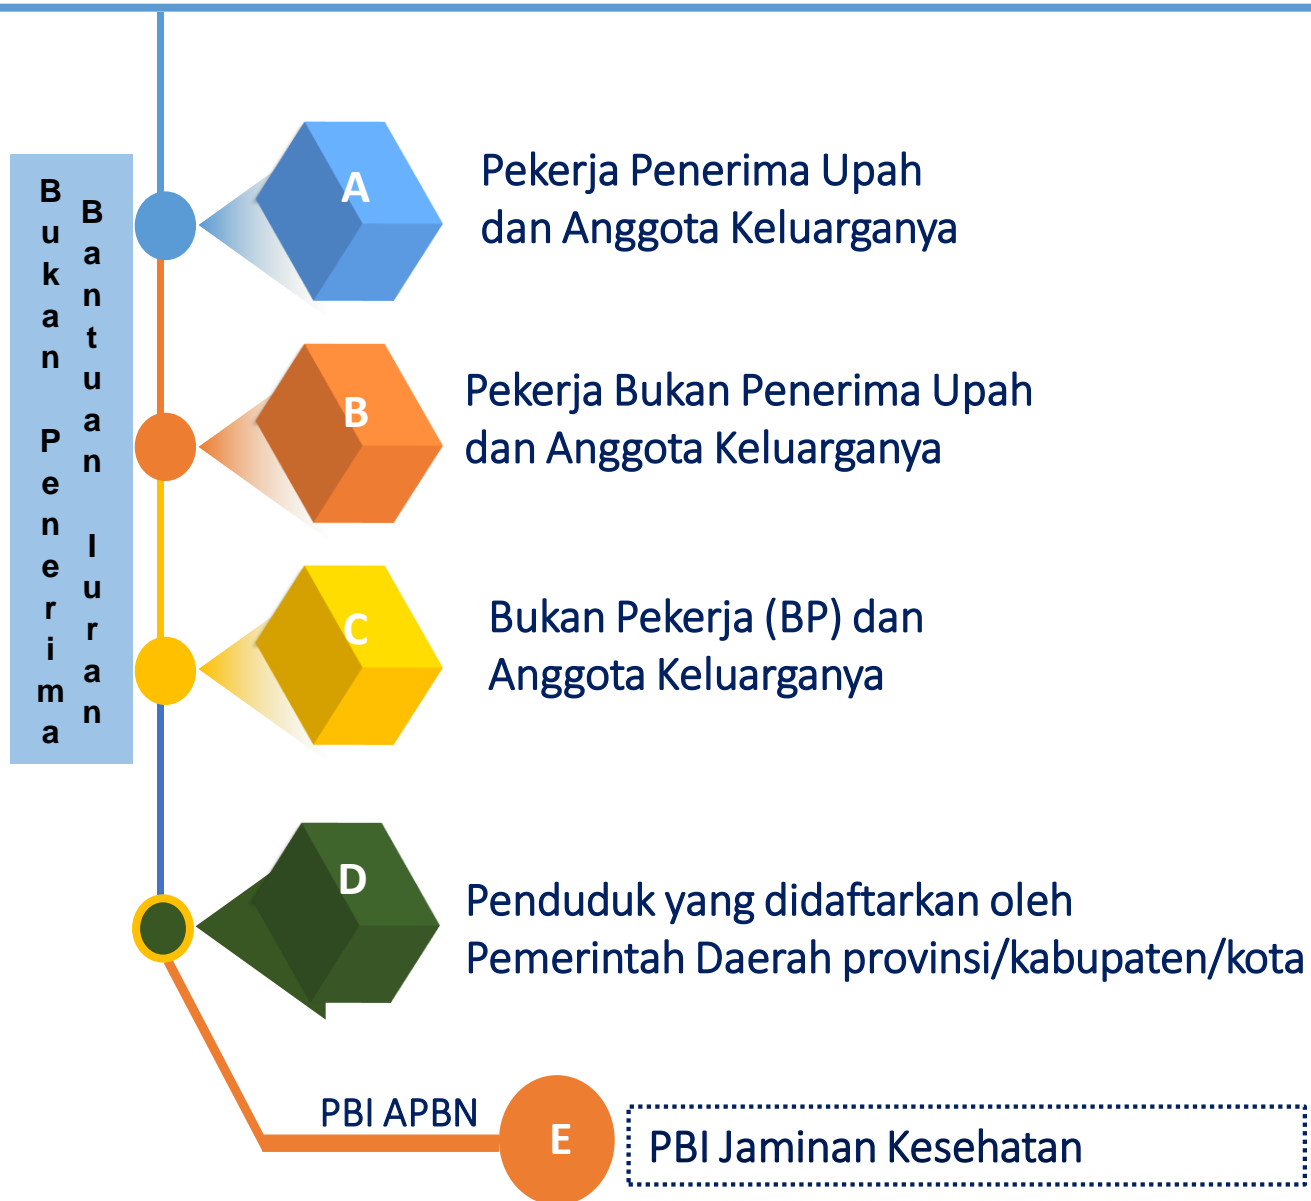 Bukan Penerima
Bantuan Iuran
A
Pekerja Penerima Upah
dan Anggota Keluarganya
B
Pekerja Bukan Penerima Upah
dan Anggota Keluarganya
C
Bukan Pekerja (BP) dan
Anggota Keluarganya
D
Penduduk yang didaftarkan oleh
Pemerintah Daerah provinsi/kabupaten/kota
PBI APBN
E
PBI Jaminan Kesehatan